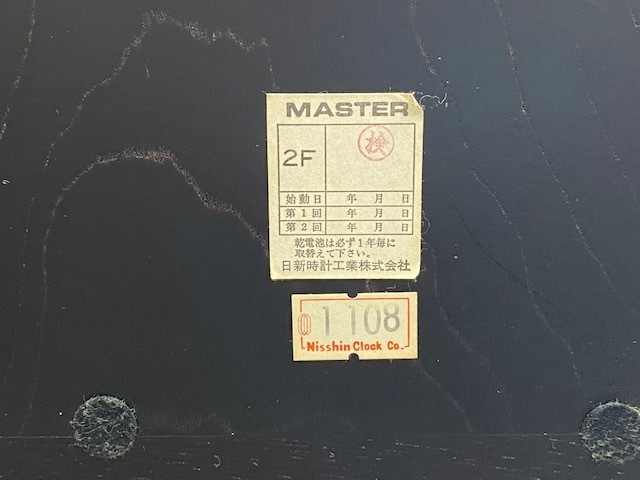 MASTER
2F 検
始動日 年 月 日
第1回 年 月 日
第2回 年 月 日
乾電池は必ず1年毎に
取替えて下さい。
日新時計工業株式会社
1108
Nisshin Clock Co.